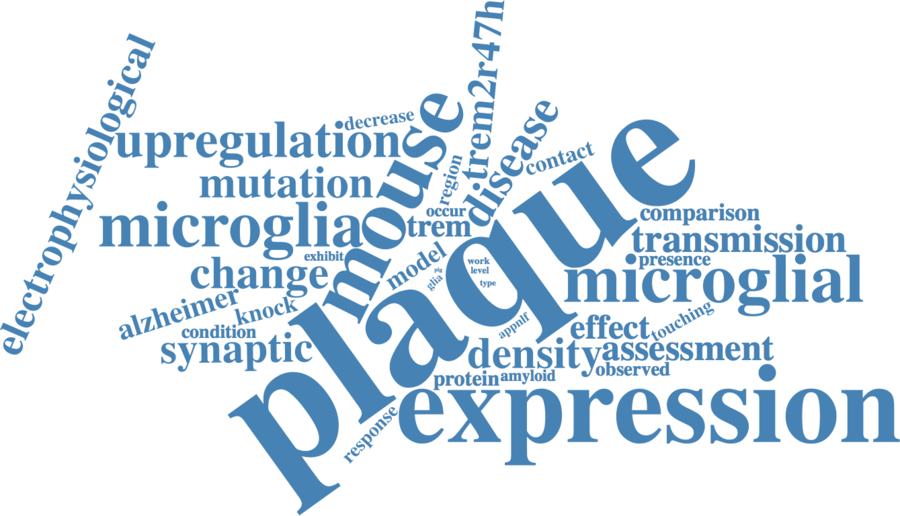 electrophysiological
upregulation
decrease
mouse
trem2r47h
disease
contact
region
mutation
microglia
occur
trem
plaque
comparison
transmission
presence
microglial
exhibit
change
model
glia
work
level
type
alzheimer
knock
condition
synaptic
appnlf
effect
touching
density
assessment
observed
protein
amyloid
expression
response